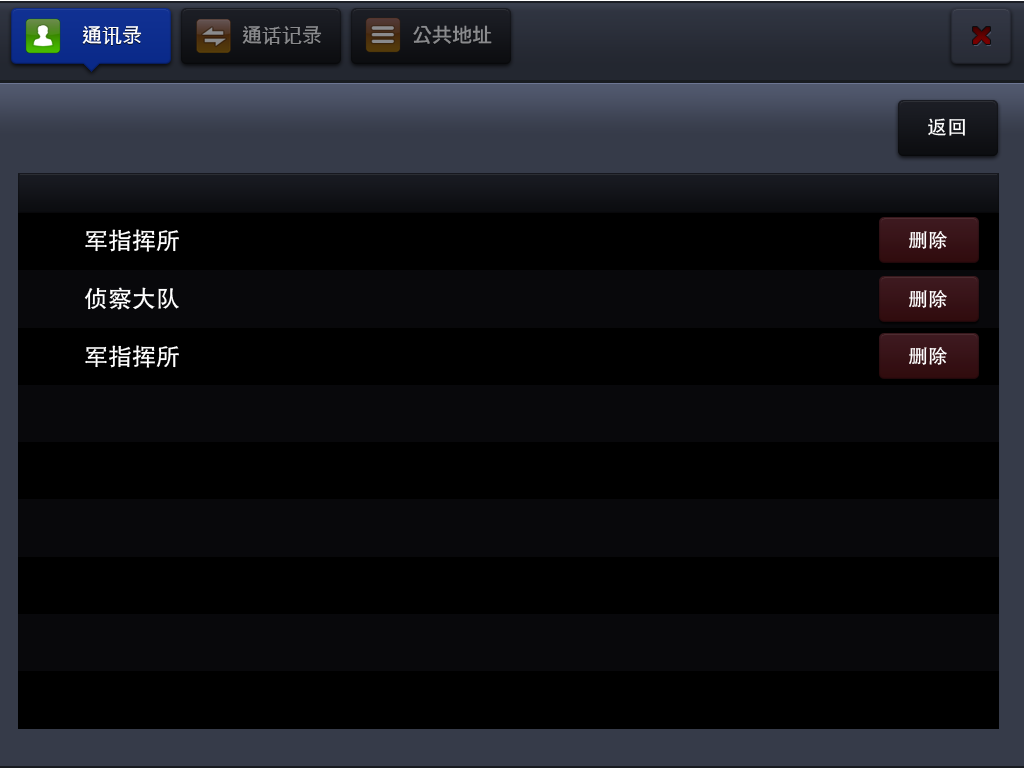 通讯录 通话记录 公共地址
返回
军指挥所 删除
侦察大队 删除
军指挥所 删除